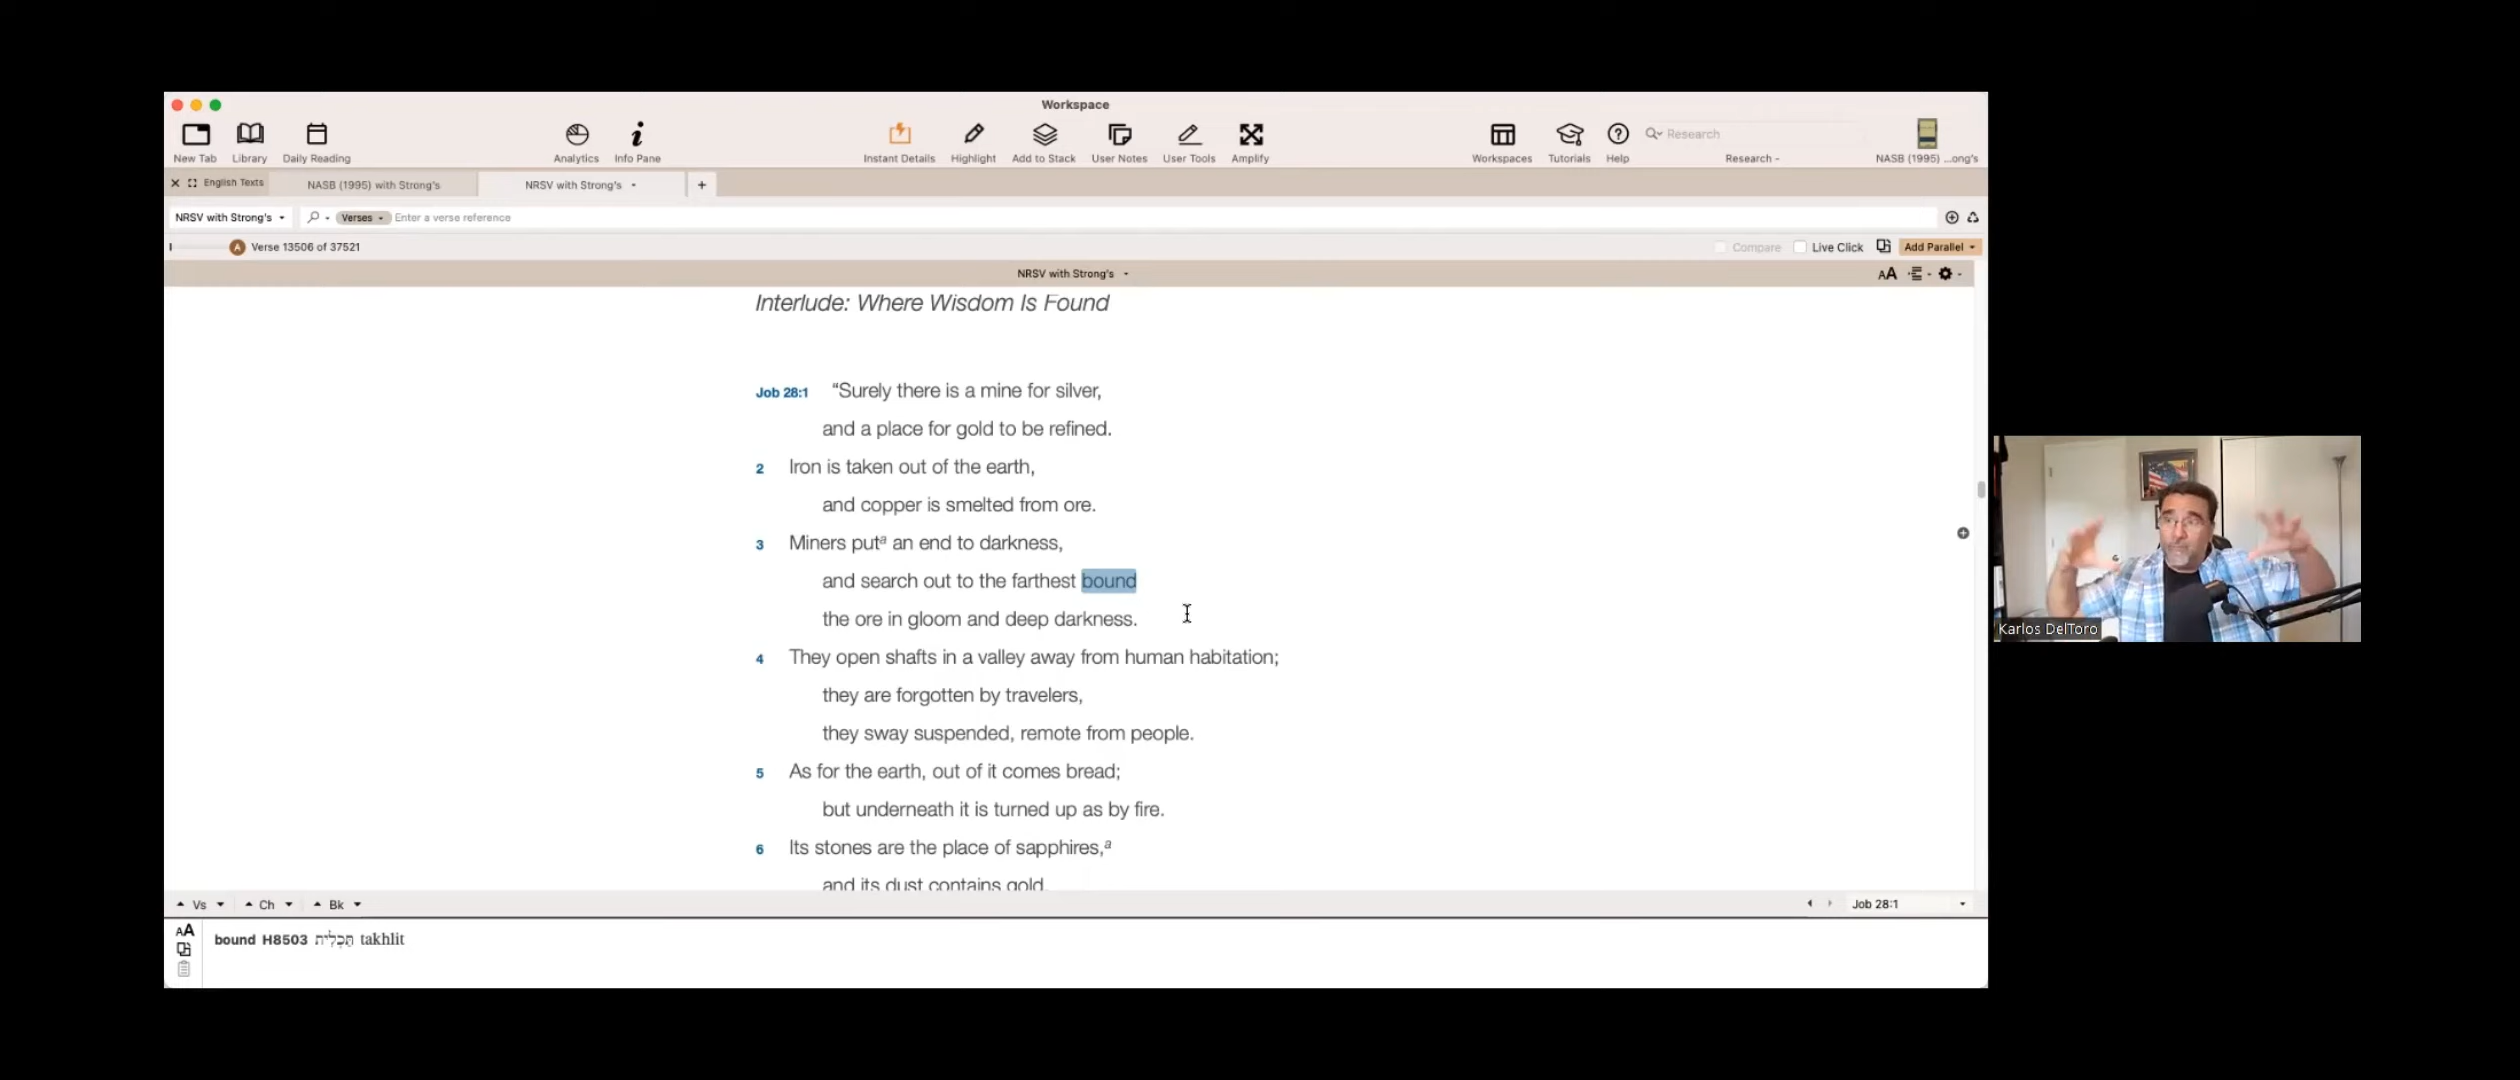 Workspace
New Tab
Library
Daily Reading
Analytics
Info Pane
Instant Details
Highlight
Add to Stack
User Notes
User Tools
Amplify
Workspaces
Tutorials
Help
Research
Research -
NASB (1995) ...ong's
English Texts
NASB (1995) with Strong's
NRSV with Strong's
NRSV with Strong's
Verses
Enter a verse reference
A
Verse 13506 of 37521
Compare
Live Click
Add Parallel
NRSV with Strong's
AA
Interlude: Where Wisdom Is Found
Job 28:1 “Surely there is a mine for silver,
and a place for gold to be refined.
2 Iron is taken out of the earth,
and copper is smelted from ore.
3 Miners putᵃ an end to darkness,
and search out to the farthest bound
the ore in gloom and deep darkness.
4 They open shafts in a valley away from human habitation;
they are forgotten by travelers,
they sway suspended, remote from people.
5 As for the earth, out of it comes bread;
but underneath it is turned up as by fire.
6 Its stones are the place of sapphires,ᵃ
and its dust contains gold.
Karlos DelToro
Vs
Ch
Bk
Job 28:1
AA
bound H8503 תַּכְלִית takhlit